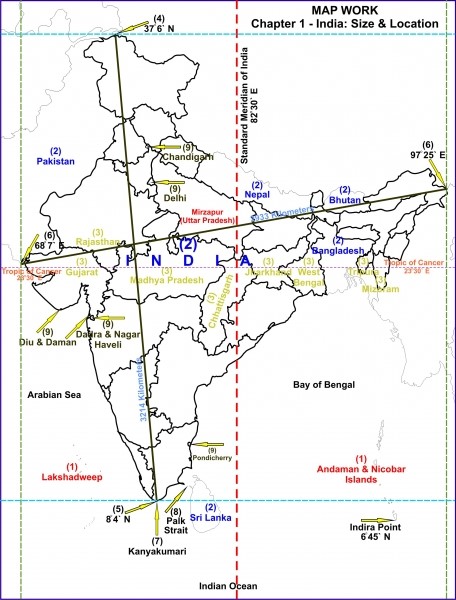 MAP WORK
Chapter 1 - India: Size & Location
(4)
37˚6´ N
Standard Meridian of India
82˚30´ E
(9)
Chandigarh
(6)
97˚25´ E
(2)
Pakistan
(9)
Delhi
(2)
Nepal
(2)
Bhutan
Mirzapur
(Uttar Pradesh)
2933 Kilometers
(6)
68˚7´ E
(3)
Rajasthan
(2)
INDIA
(2)
Bangladesh
Tropic of Cancer
23˚30´ E
(3)
Gujarat
(3)
Madhya Pradesh
(3)
Chhattisgarh
(3)
Jharkhand
(3)
West
Bengal
(3)
Tripura
(3)
Mizoram
Tropic of Cancer
23˚30´ E
(9)
Diu & Daman
(9)
Dadra & Nagar
Haveli
3214 Kilometers
Arabian Sea
Bay of Bengal
(9)
Pondicherry
(1)
Lakshadweep
(1)
Andaman & Nicobar
Islands
(5)
8˚4´ N
(7)
Kanyakumari
(8)
Palk
Strait
(2)
Sri Lanka
Indira Point
6˚45´ N
Indian Ocean